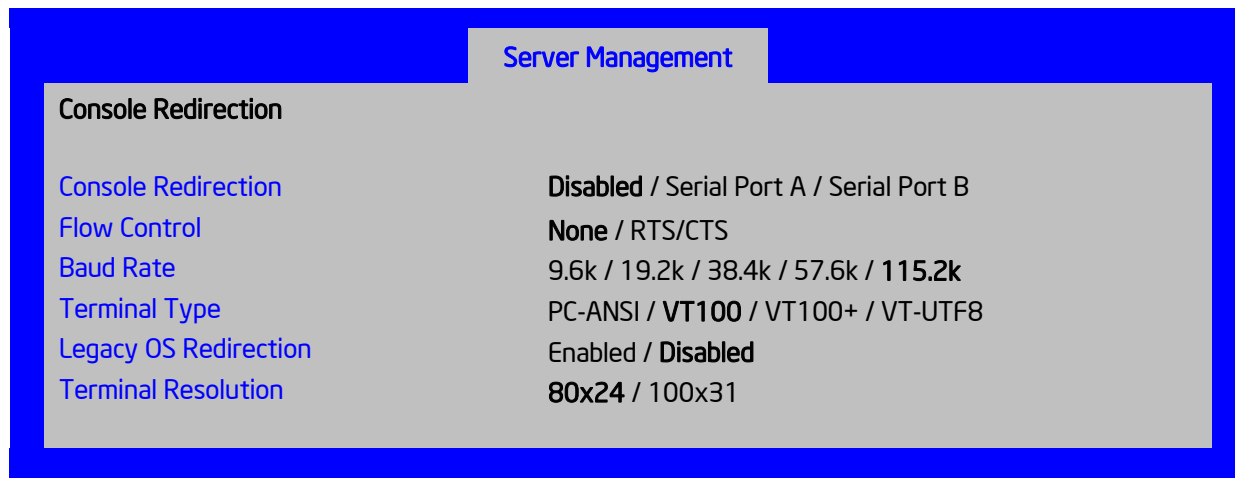 Server Management
Console Redirection
Console Redirection Disabled / Serial Port A / Serial Port B
Flow Control None / RTS/CTS
Baud Rate 9.6k / 19.2k / 38.4k / 57.6k / 115.2k
Terminal Type PC-ANSI / VT100 / VT100+ / VT-UTF8
Legacy OS Redirection Enabled / Disabled
Terminal Resolution 80x24 / 100x31